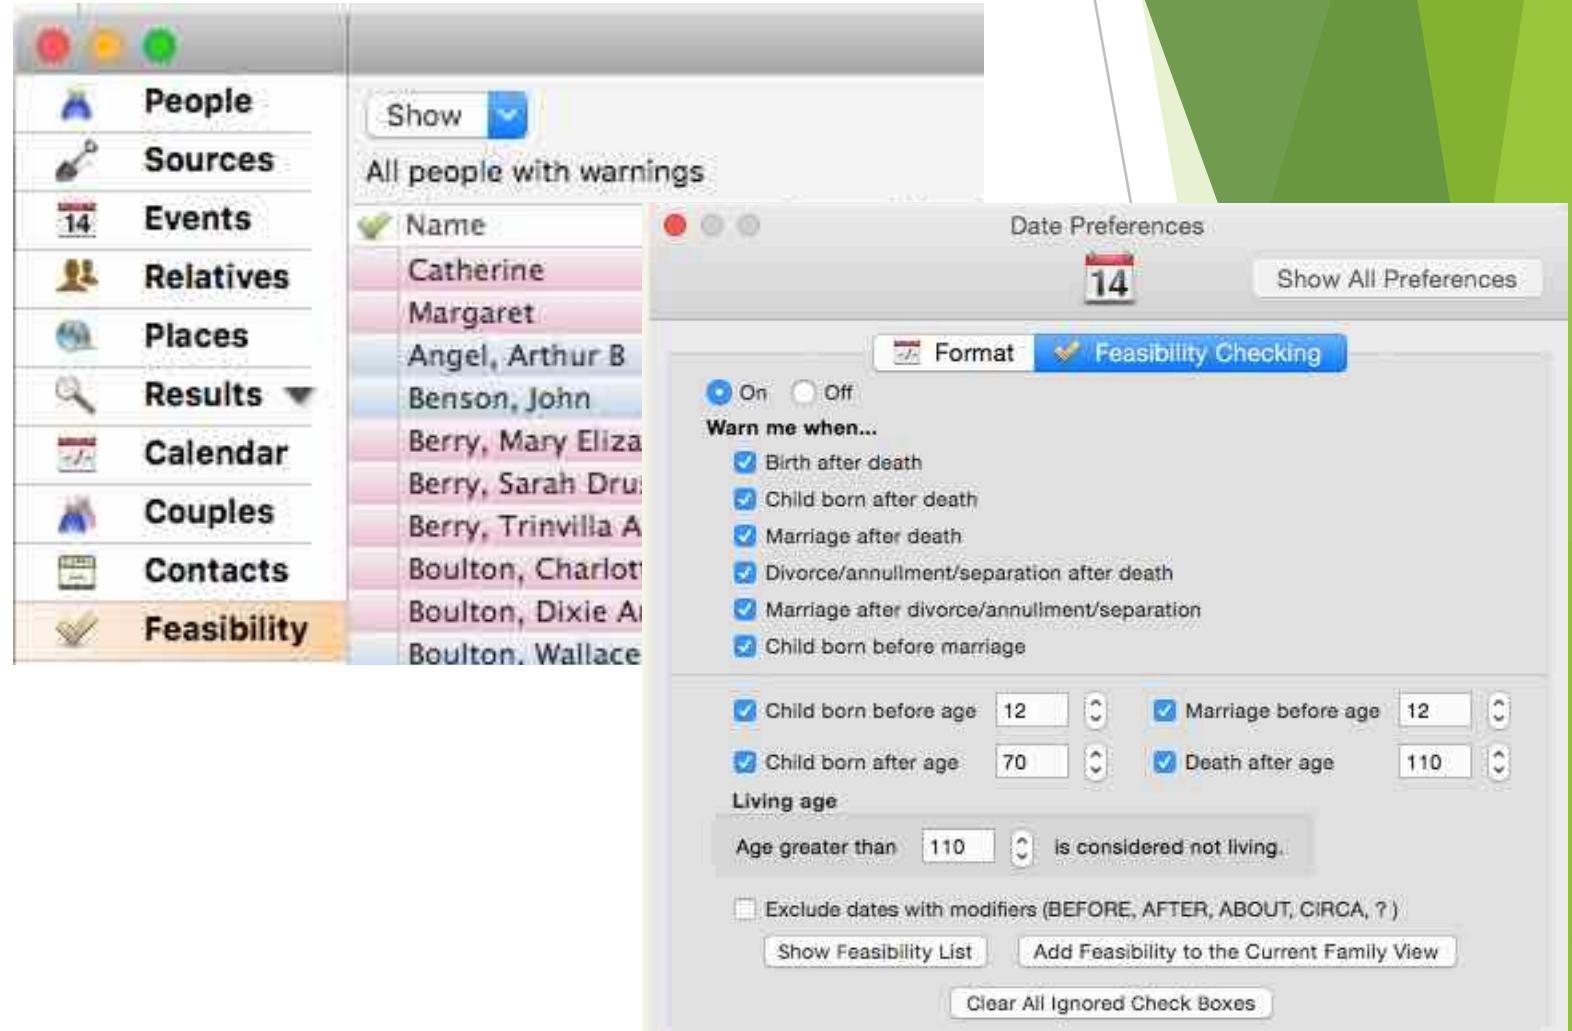 People
Sources
14
Events
Relatives
Places
Results
Calendar
Couples
Contacts
Feasibility
Show
All people with warnings
Name
Catherine
Margaret
Angel, Arthur B
Benson, John
Berry, Mary Eliza
Berry, Sarah Dru
Berry, Trinvilla A
Boulton, Charlot
Boulton, Dixie A
Boulton, Wallace
Date Preferences
14
Show All Preferences
Format
Feasibility Checking
On Off
Warn me when...
Birth after death
Child born after death
Marriage after death
Divorce/annullment/separation after death
Marriage after divorce/annullment/separation
Child born before marriage
Child born before age 12 Marriage before age 12
Child born after age 70 Death after age 110
Living age
Age greater than 110 is considered not living.
Exclude dates with modifiers (BEFORE, AFTER, ABOUT, CIRCA, ? )
Show Feasibility List Add Feasibility to the Current Family View
Clear All Ignored Check Boxes